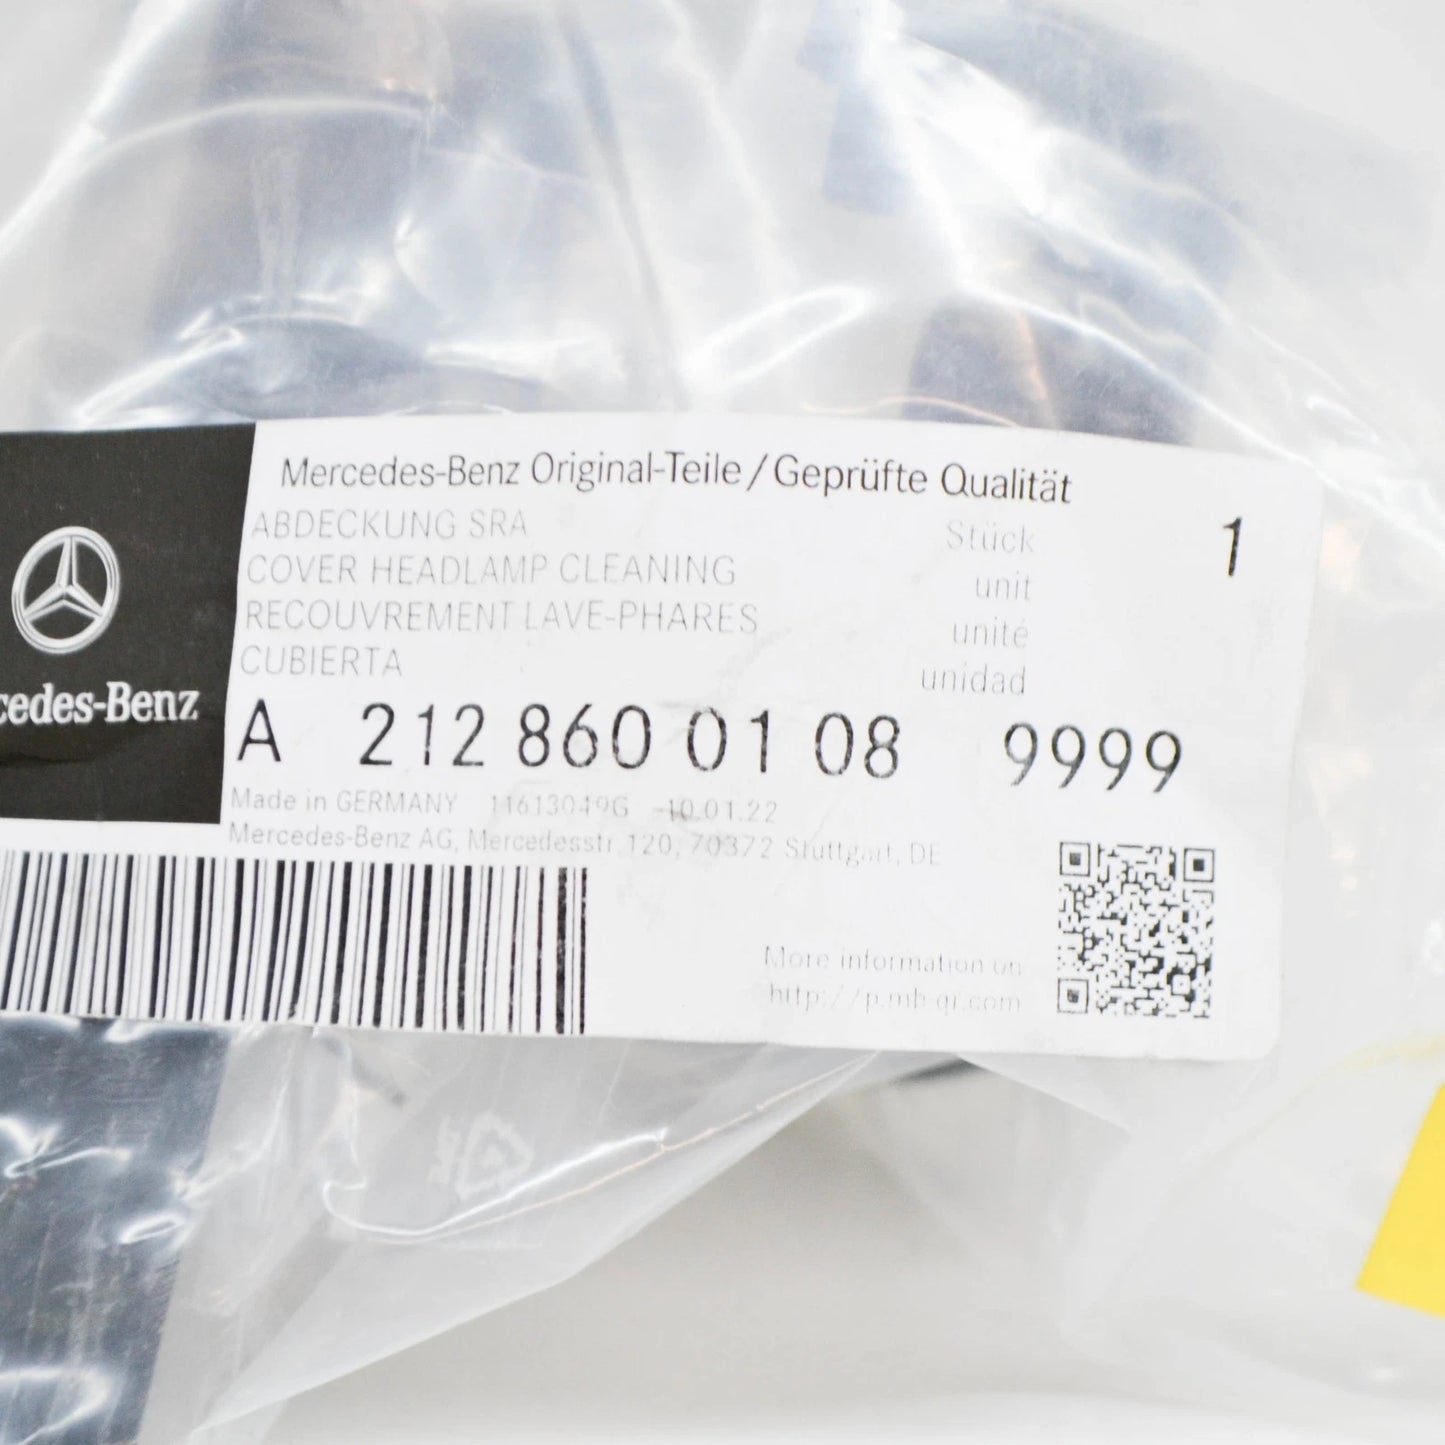 Mercedes-Benz Original-Teile/Geprüfte Qualität
ABDECKUNG SRA
COVER HEADLAMP CLEANING
RECOUVREMENT LAVE-PHARES
CUBIERTA
Stück 1
unit
unité
unidad
cedes-Benz
A 212 860 01 08 9999
Made in GERMANY 11613049G 10.01.22
Mercedes-Benz AG, Mercedesstr 120, 70372 Stuttgart, DE
More information on
http://p.mb-qr.com